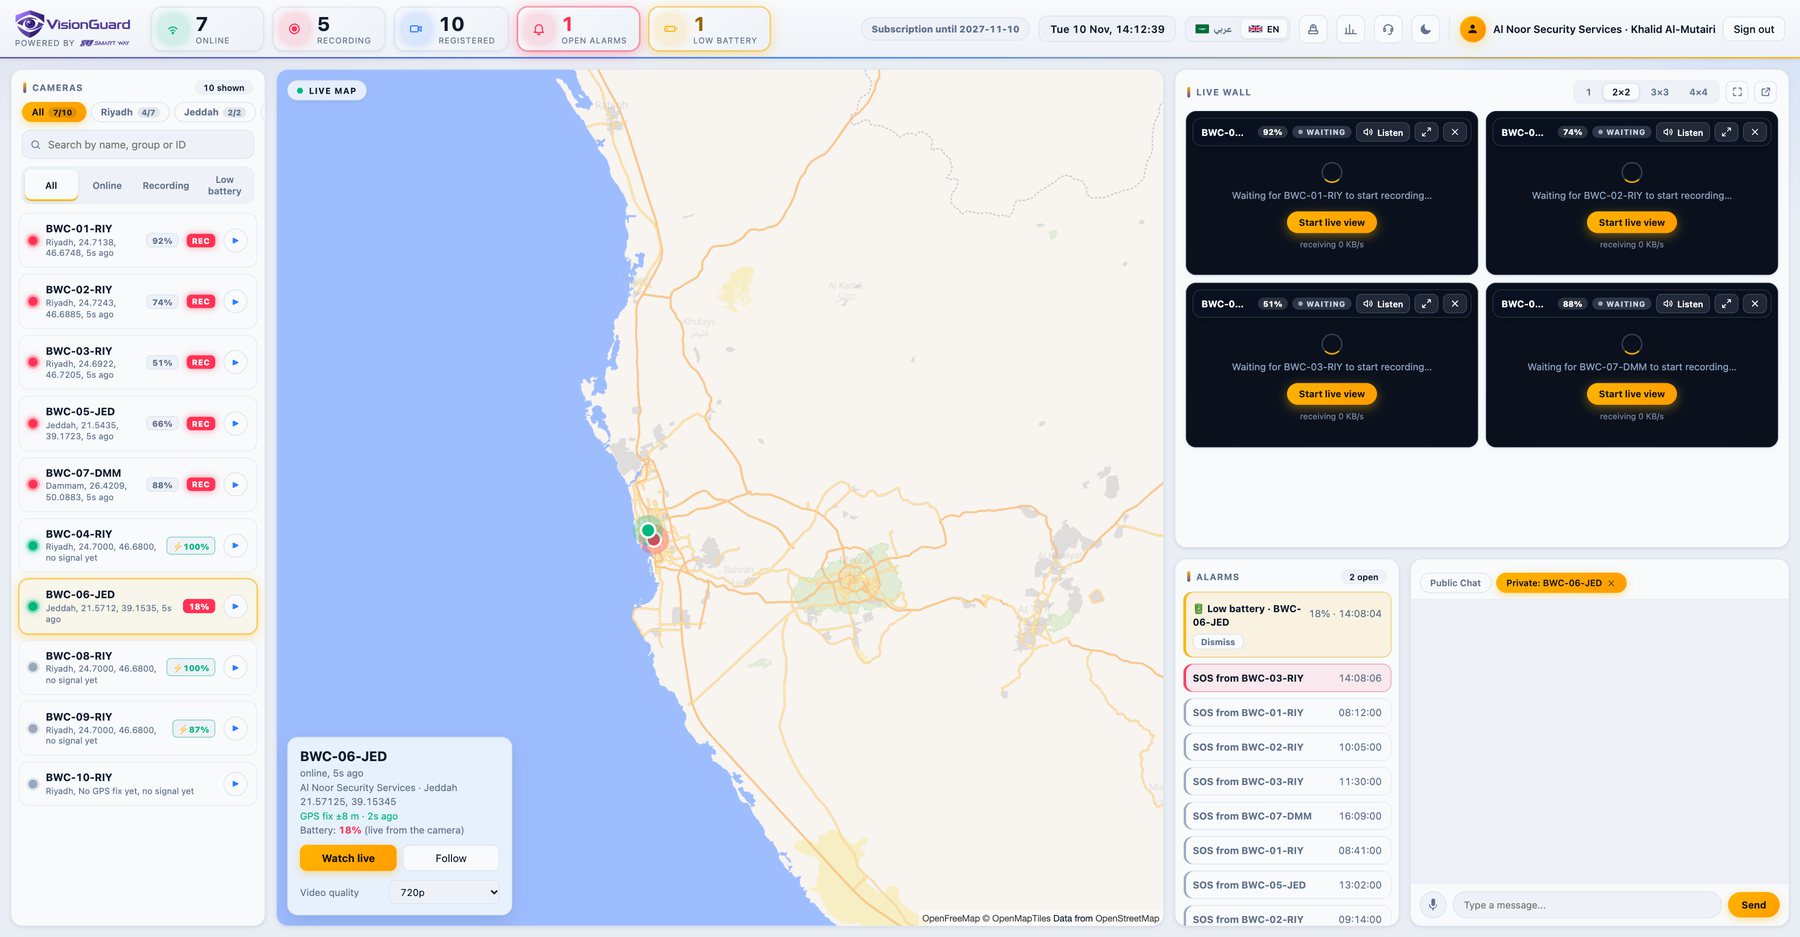 VisionGuard
POWERED BY SMART WAY
7
ONLINE
5
RECORDING
10
REGISTERED
1
OPEN ALARMS
1
LOW BATTERY
Subscription until 2027-11-10
Tue 10 Nov, 14:12:39
عربي
EN
Al Noor Security Services · Khalid Al-Mutairi
Sign out
CAMERAS
10 shown
All 7/10
Riyadh 4/7
Jeddah 2/2
Search by name, group or ID
All
Online
Recording
Low
battery
BWC-01-RIY
Riyadh, 24.7138,
46.6748, 5s ago
92%
REC
BWC-02-RIY
Riyadh, 24.7243,
46.6885, 5s ago
74%
REC
BWC-03-RIY
Riyadh, 24.6922,
46.7205, 5s ago
51%
REC
BWC-05-JED
Jeddah, 21.5435,
39.1723, 5s ago
66%
REC
BWC-07-DMM
Dammam, 26.4209,
50.0883, 5s ago
88%
REC
BWC-04-RIY
Riyadh, 24.7000, 46.6800,
no signal yet
⚡100%
BWC-06-JED
Jeddah, 21.5712, 39.1535, 5s
ago
18%
BWC-08-RIY
Riyadh, 24.7000, 46.6800,
no signal yet
⚡100%
BWC-09-RIY
Riyadh, 24.7000, 46.6800,
no signal yet
⚡87%
BWC-10-RIY
Riyadh, No GPS fix yet, no signal yet
LIVE MAP
Rabigh
Al Kamil
Khulays
Bahrah
BWC-06-JED
online, 5s ago
Al Noor Security Services · Jeddah
21.57125, 39.15345
GPS fix ±8 m · 2s ago
Battery: 18% (live from the camera)
Watch live
Follow
Video quality
720p
OpenFreeMap © OpenMapTiles Data from OpenStreetMap
LIVE WALL
1
2×2
3×3
4×4
BWC-0...
92%
WAITING
Listen
Waiting for BWC-01-RIY to start recording...
Start live view
receiving 0 KB/s
BWC-0...
74%
WAITING
Listen
Waiting for BWC-02-RIY to start recording...
Start live view
receiving 0 KB/s
BWC-0...
51%
WAITING
Listen
Waiting for BWC-03-RIY to start recording...
Start live view
receiving 0 KB/s
BWC-0...
88%
WAITING
Listen
Waiting for BWC-07-DMM to start recording...
Start live view
receiving 0 KB/s
ALARMS
2 open
Low battery · BWC-
06-JED
18% · 14:08:04
Dismiss
SOS from BWC-03-RIY 14:08:06
SOS from BWC-01-RIY 08:12:00
SOS from BWC-02-RIY 10:05:00
SOS from BWC-03-RIY 11:30:00
SOS from BWC-07-DMM 16:09:00
SOS from BWC-01-RIY 08:41:00
SOS from BWC-05-JED 13:02:00
SOS from BWC-02-RIY 09:14:00
Public Chat
Private: BWC-06-JED ×
Type a message...
Send